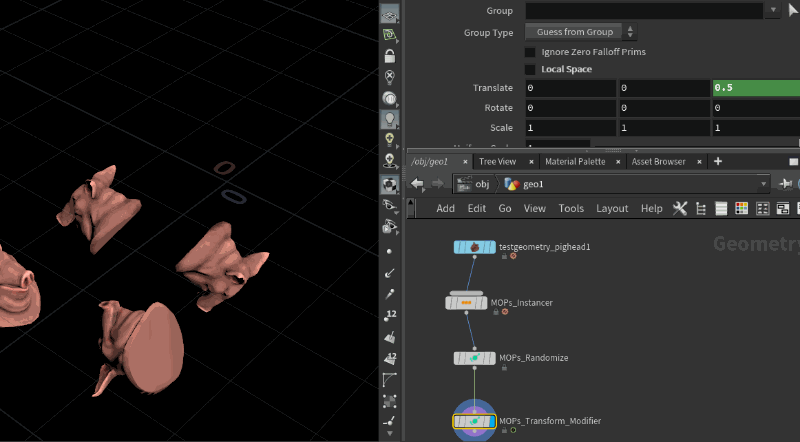 Group
Group Type Guess from Group
Ignore Zero Falloff Prims
Local Space
Translate 0 0 0.5
Rotate 0 0 0
Scale 1 1 1
/obj/geo1 × Tree View × Material Palette × Asset Browser × +
obj geo1
Add Edit Go View Tools Layout Help
Geometry
testgeometry_pighead1
MOPs_Instancer
12
MOPs_Randomize
12
MOPs_Transform_Modifier